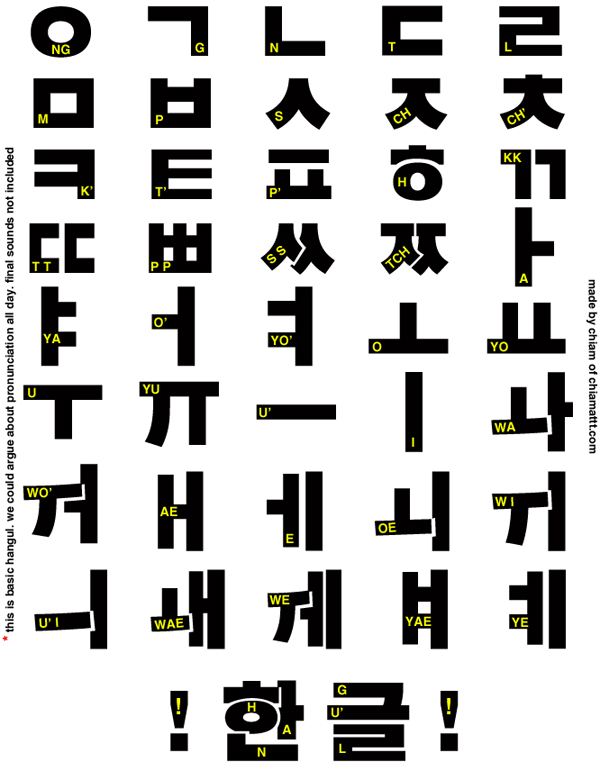 ㅇ NG ㄱ G ㄴ N ㄷ T ㄹ L
ㅁ M ㅂ P ㅅ S ㅈ CH ㅊ CH'
ㅋ K' ㅌ T' ㅍ P' ㅎ H ㄲ KK
ㄸ TT ㅃ PP ㅆ SS ㅉ TCH ㅏ A
ㅑ YA ㅓ O' ㅕ YO' ㅗ O ㅛ YO
ㅜ U ㅠ YU ㅡ U' ㅣ I ㅘ WA
ㅝ WO' ㅐ AE ㅔ E ㅚ OE ㅟ WI
ㅢ U' I ㅙ WAE ㅞ WE ㅒ YAE ㅖ YE
! 한 H A N 글 G U' L !
* this is basic hangul. we could argue about pronunciation all day. final sounds not included
made by chiam of chiamattt.com